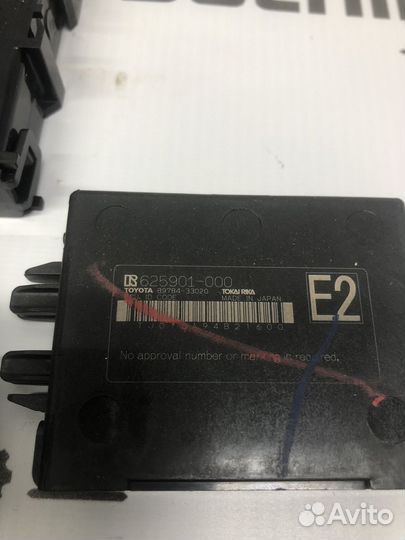 625901-000
TOYOTA 89784-33020 TOKAI RIKA
ID CODE MADE IN JAPAN
E2
No approval number or marking is required.
Avito